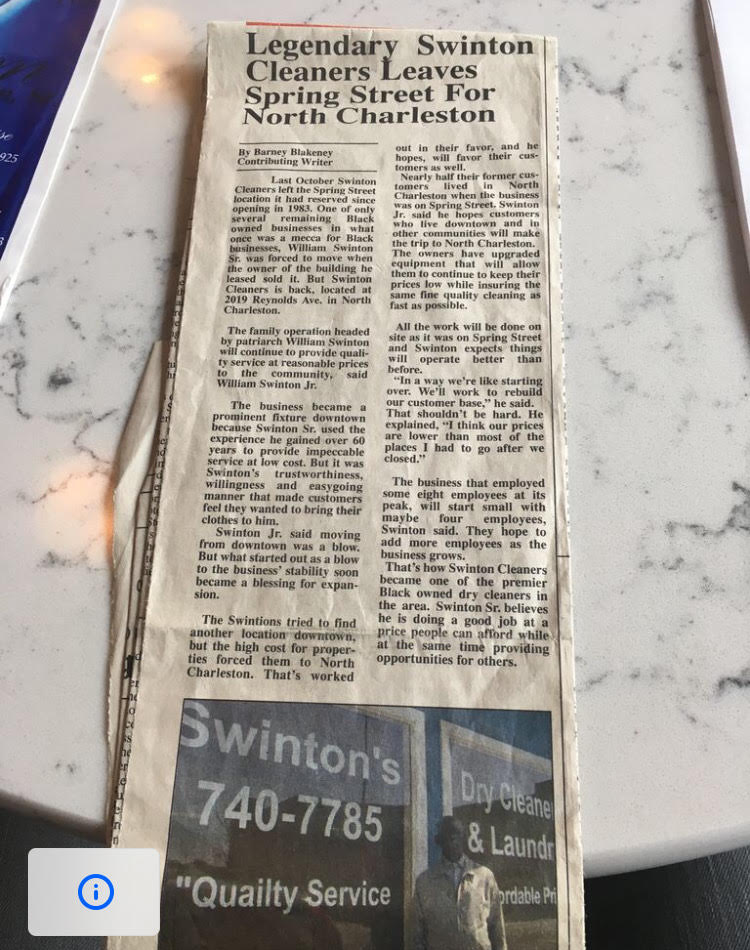 Legendary Swinton
Cleaners Leaves
Spring Street For
North Charleston
By Barney Blakeney
Contributing Writer
Last October Swinton
Cleaners left the Spring Street
location it had reserved since
opening in 1983. One of only
several remaining Black
owned businesses in what
once was a mecca for Black
businesses, William Swinton
Sr. was forced to move when
the owner of the building he
leased sold it. But Swinton
Cleaners is back, located at
2019 Reynolds Ave. in North
Charleston.
The family operation headed
by patriarch William Swinton
will continue to provide quali-
ty service at reasonable prices
to the community, said
William Swinton Jr.
The business became a
prominent fixture downtown
because Swinton Sr. used the
experience he gained over 60
years to provide impeccable
service at low cost. But it was
Swinton's trustworthiness,
willingness and easygoing
manner that made customers
feel they wanted to bring their
clothes to him.
Swinton Jr. said moving
from downtown was a blow.
But what started out as a blow
to the business' stability soon
became a blessing for expan-
sion.
The Swintions tried to find
another location downtown,
but the high cost for proper-
ties forced them to North
Charleston. That's worked
out in their favor, and he
hopes, will favor their cus-
tomers as well.
Nearly half their former cus-
tomers lived in North
Charleston when the business
was on Spring Street. Swinton
Jr. said he hopes customers
who live downtown and in
other communities will make
the trip to North Charleston.
The owners have upgraded
equipment that will allow
them to continue to keep their
prices low while insuring the
same fine quality cleaning as
fast as possible.
All the work will be done on
site as it was on Spring Street
and Swinton expects things
will operate better than
before.
"In a way we're like starting
over. We'll work to rebuild
our customer base," he said.
That shouldn't be hard. He
explained, "I think our prices
are lower than most of the
places I had to go after we
closed."
The business that employed
some eight employees at its
peak, will start small with
maybe four employees,
Swinton said. They hope to
add more employees as the
business grows.
That's how Swinton Cleaners
became one of the premier
Black owned dry cleaners in
the area. Swinton Sr. believes
he is doing a good job at a
price people can afford while
at the same time providing
opportunities for others.
Swinton's
740-7785
"Quailty Service
Dry Cleane
& Laundr
ordable Pri
925